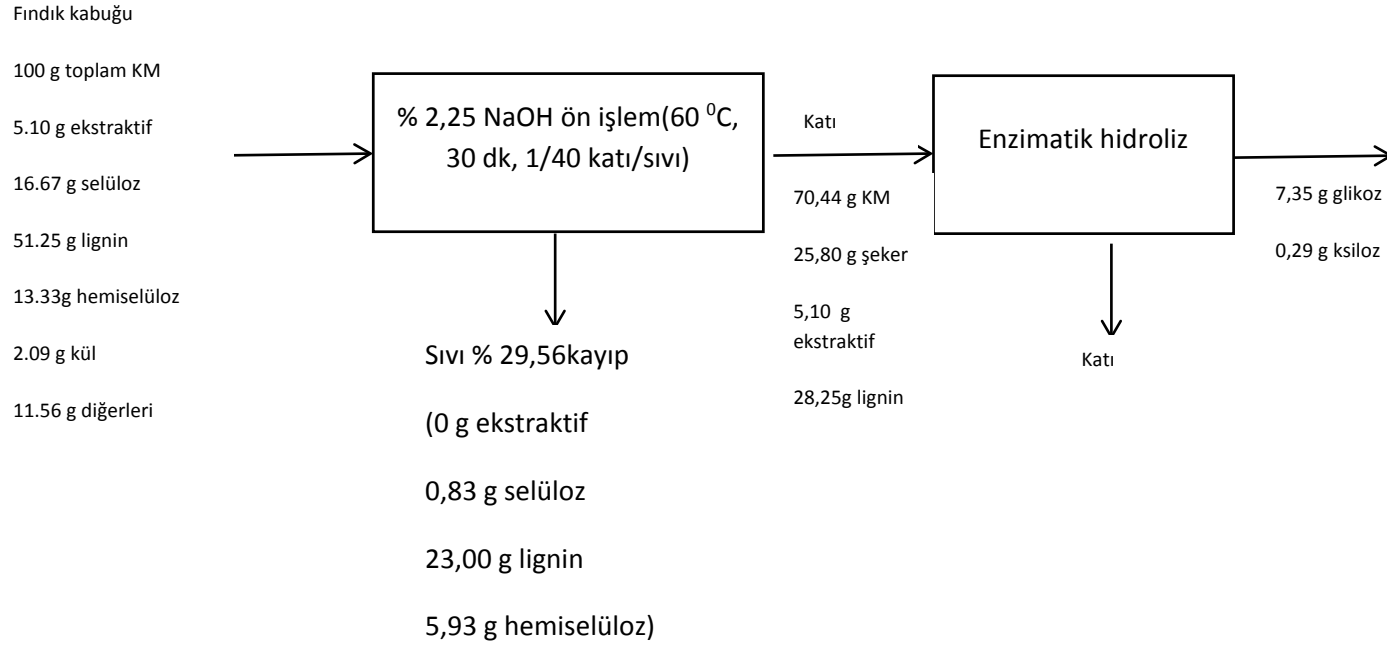 Fındık kabuğu
100 g toplam KM
5.10 g ekstraktif
16.67 g selüloz
51.25 g lignin
13.33g hemiselüloz
2.09 g kül
11.56 g diğerleri
% 2,25 NaOH ön işlem(60 ⁰C,
30 dk, 1/40 katı/sıvı)
Sıvı % 29,56kayıp
(0 g ekstraktif
0,83 g selüloz
23,00 g lignin
5,93 g hemiselüloz)
Katı
70,44 g KM
25,80 g şeker
5,10 g
ekstraktif
28,25g lignin
Enzimatik hidroliz
Katı
7,35 g glikoz
0,29 g ksiloz